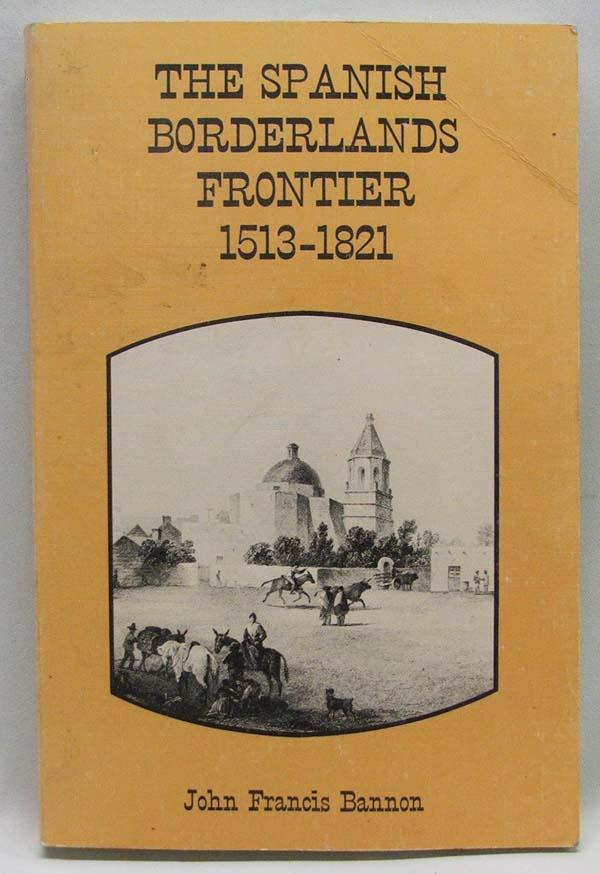 THE SPANISH
BORDERLANDS
FRONTIER
1513-1821
John Francis Bannon